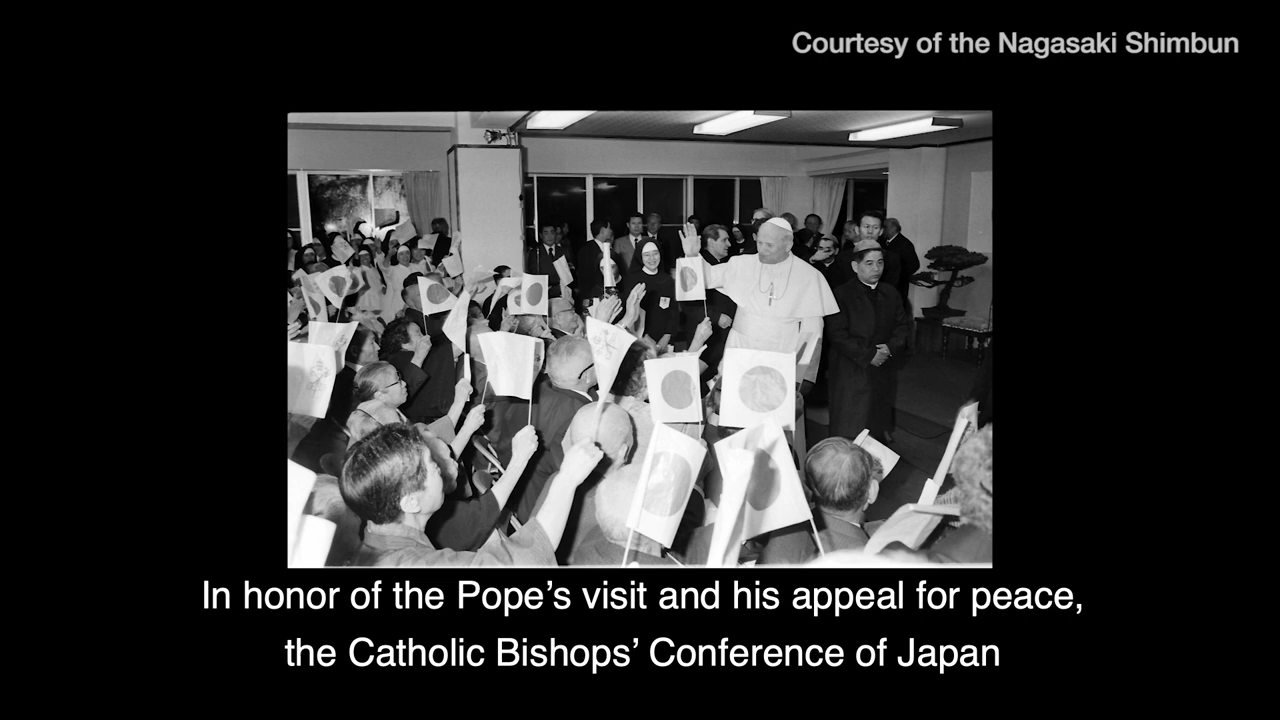 Courtesy of the Nagasaki Shimbun
In honor of the Pope’s visit and his appeal for peace,
the Catholic Bishops’ Conference of Japan